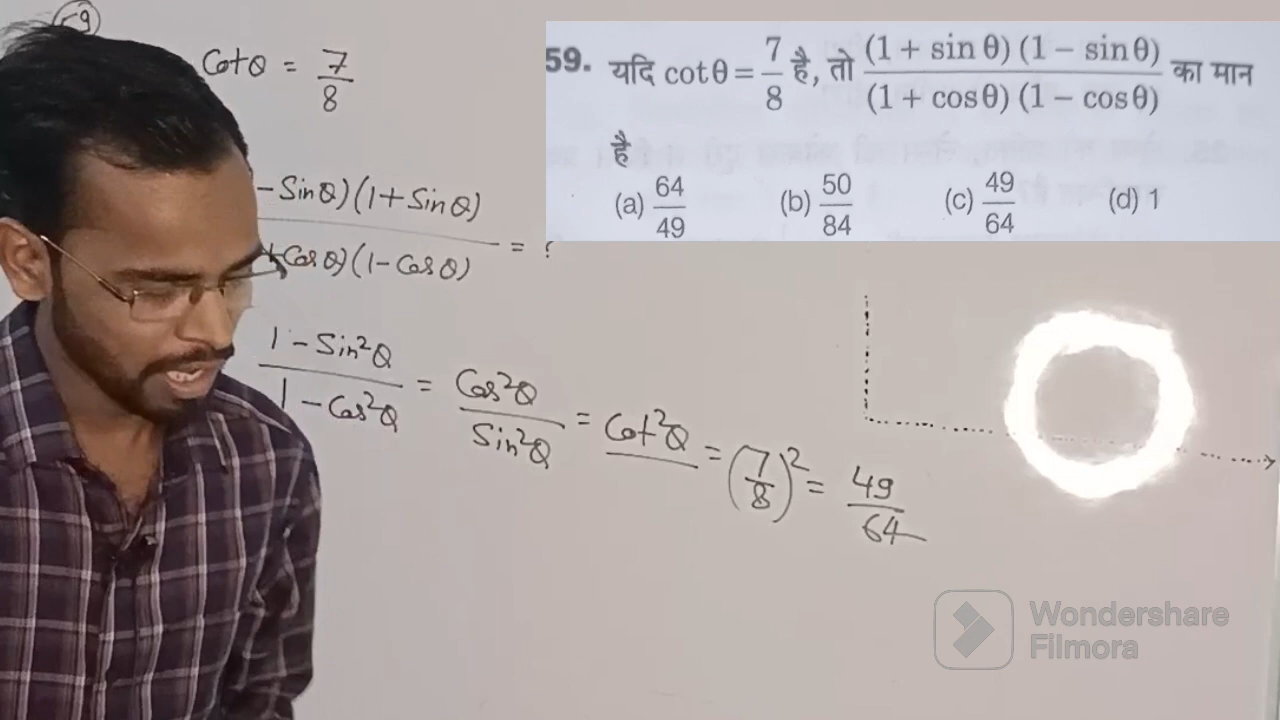 59
Cotθ = 7/8
59. यदि cotθ = 7/8 है, तो (1 + sinθ) (1 − sinθ) / (1 + cosθ) (1 − cosθ) का मान
है
(a) 64/49 (b) 50/84 (c) 49/64 (d) 1
- Sinθ)(1+Sinθ) / +Cosθ)(1-Cosθ) = ?
1 - Sin²θ / 1 - Cos²θ = Cos²θ / Sin²θ = Cot²θ = (7/8)² = 49/64
Wondershare
Filmora